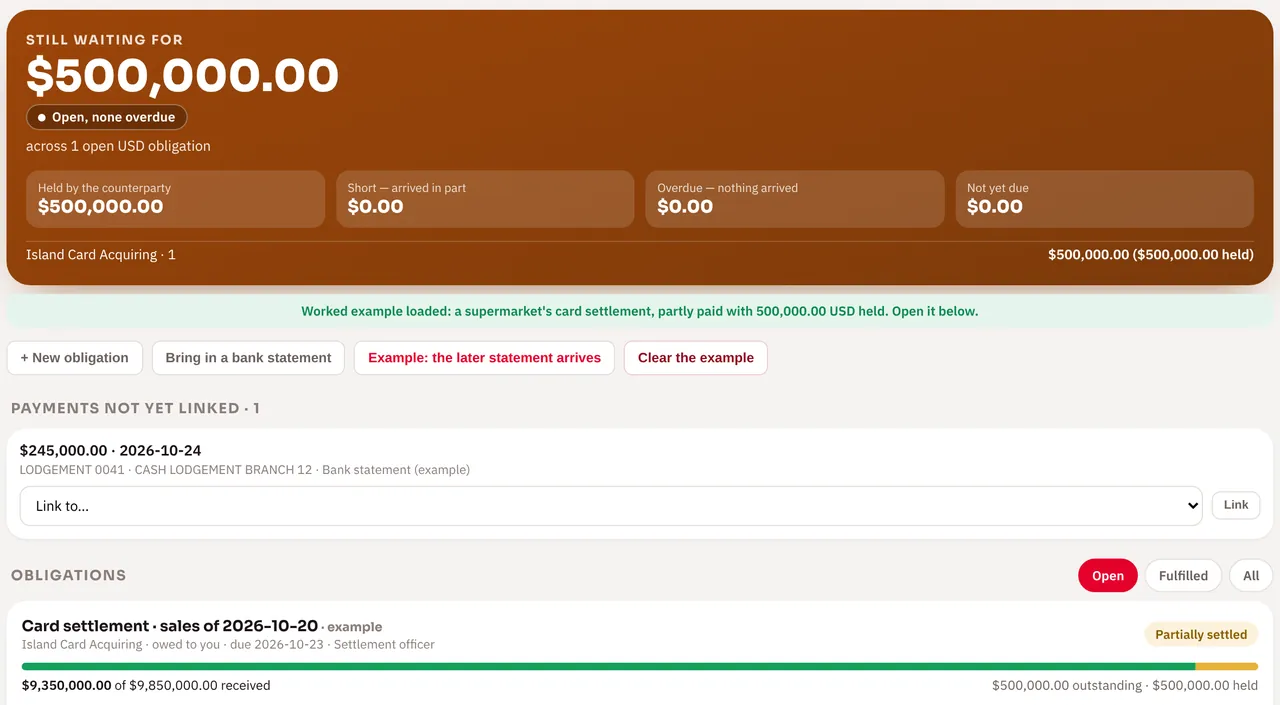 STILL WAITING FOR
$500,000.00
Open, none overdue
across 1 open USD obligation
Held by the counterparty
$500,000.00
Short — arrived in part
$0.00
Overdue — nothing arrived
$0.00
Not yet due
$0.00
Island Card Acquiring · 1
$500,000.00 ($500,000.00 held)
Worked example loaded: a supermarket's card settlement, partly paid with 500,000.00 USD held. Open it below.
+ New obligation
Bring in a bank statement
Example: the later statement arrives
Clear the example
PAYMENTS NOT YET LINKED · 1
$245,000.00 · 2026-10-24
LODGEMENT 0041 · CASH LODGEMENT BRANCH 12 · Bank statement (example)
Link to...
Link
OBLIGATIONS
Open
Fulfilled
All
Card settlement · sales of 2026-10-20 · example
Island Card Acquiring · owed to you · due 2026-10-23 · Settlement officer
Partially settled
$9,350,000.00 of $9,850,000.00 received
$500,000.00 outstanding · $500,000.00 held